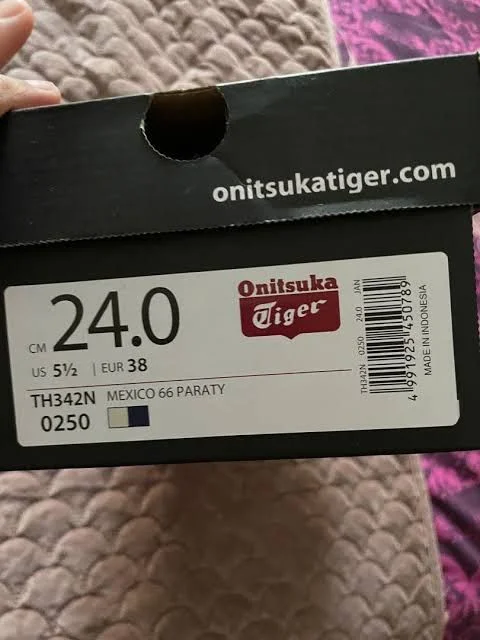 onitsukatiger.com
CM 24.0
US 5½ | EUR 38
Onitsuka
Tiger
TH342N MEXICO 66 PARATY
0250
TH342N 0250 24.0 JAN
4 991925 450789
MADE IN INDONESIA